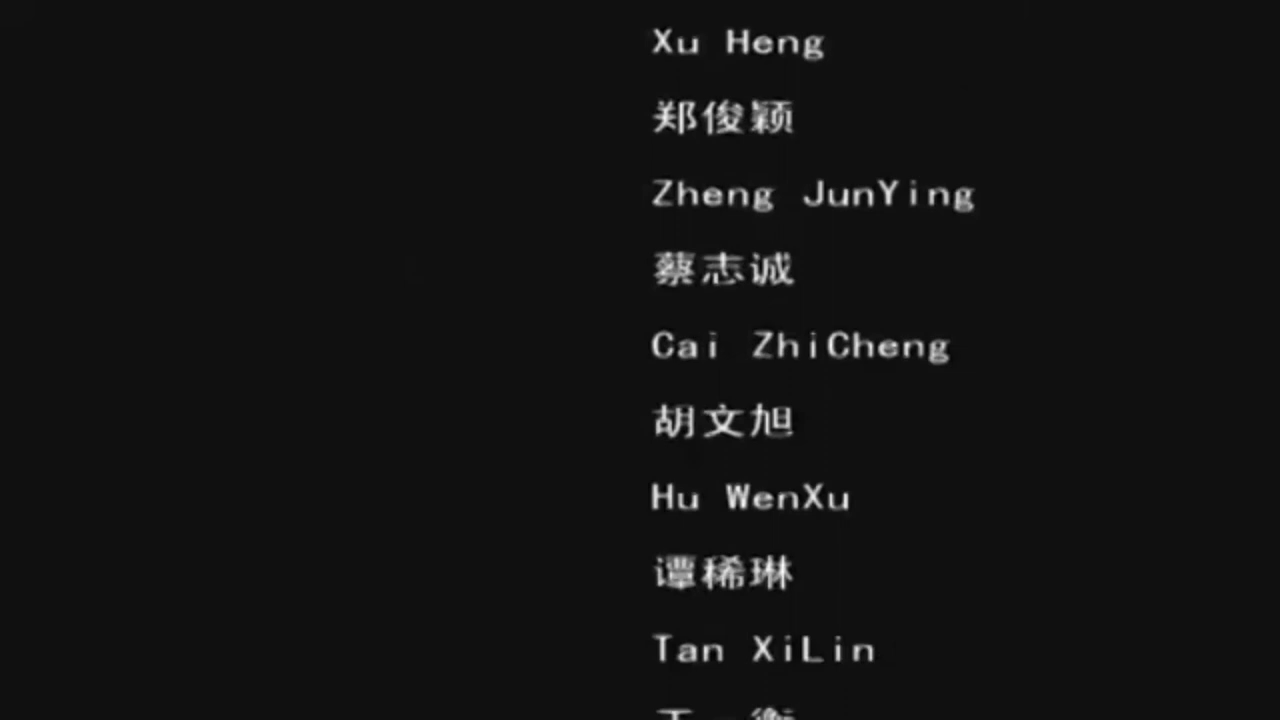 Xu Heng
郑俊颖
Zheng JunYing
蔡志诚
Cai ZhiCheng
胡文旭
Hu WenXu
谭稀琳
Tan XiLin